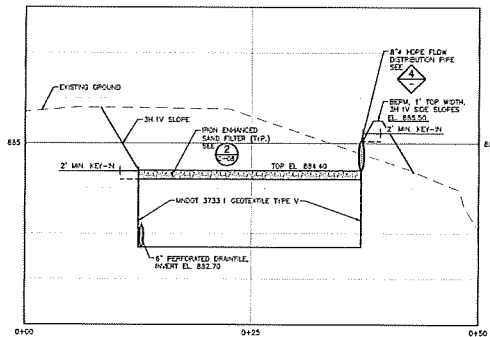 8"∅ HDPE FLOW
DISTRIBUTION PIPE
SEE
4
-
EXISTING GROUND
BERM, 1' TOP WIDTH,
3H:1V SIDE SLOPES
EL. 885.50
3H:1V SLOPE
IRON ENHANCED
SAND FILTER (TYP.)
SEE
2
2' MIN. KEY-IN
885
2' MIN. KEY-IN
TOP EL 884.40
MNDOT 3733 I GEOTEXTILE TYPE V
6" PERFORATED DRAINTILE,
INVERT EL. 882.70
0+00
0+25
0+50